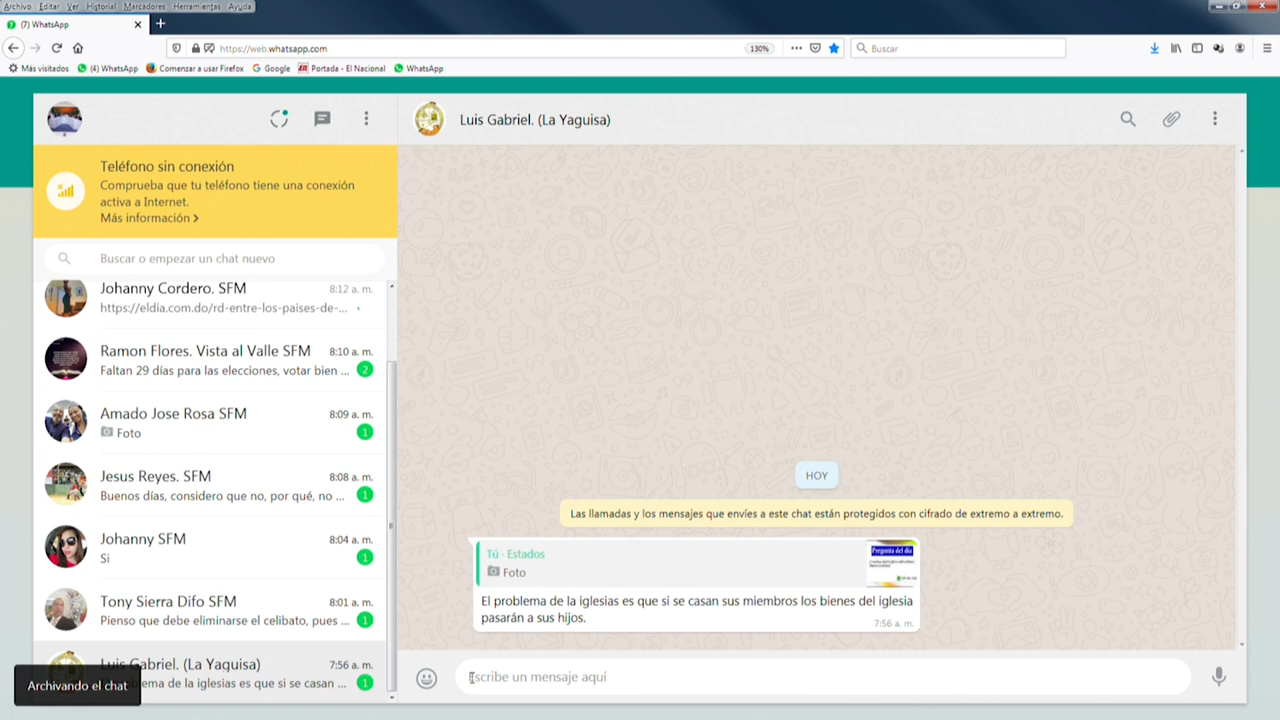 Archivo Editar Ver Historial Marcadores Herramientas Ayuda
(7) WhatsApp
https://web.whatsapp.com
130%
Buscar
Más visitados
(4) WhatsApp
Comenzar a usar Firefox
Google
Portada - El Nacional
WhatsApp
Luis Gabriel. (La Yaguisa)
Teléfono sin conexión
Comprueba que tu teléfono tiene una conexión
activa a Internet.
Más información
Buscar o empezar un chat nuevo
Johanny Cordero. SFM
8:12 a. m.
https://eldia.com.do/rd-entre-los-paises-de-...
Ramon Flores. Vista al Valle SFM
8:10 a. m.
Faltan 29 días para las elecciones, votar bien ...
2
Amado Jose Rosa SFM
8:09 a. m.
Foto
1
Jesus Reyes. SFM
8:08 a. m.
Buenos días, considero que no, por qué, no ...
1
Johanny SFM
8:04 a. m.
Si
1
Tony Sierra Difo SFM
8:01 a. m.
Pienso que debe eliminarse el celibato, pues ...
1
Luis Gabriel. (La Yaguisa)
7:56 a. m.
problema de la iglesias es que si se casan ...
1
Archivando el chat
HOY
Las llamadas y los mensajes que envíes a este chat están protegidos con cifrado de extremo a extremo.
Tú · Estados
Foto
Pregunta del día
El problema de la iglesias es que si se casan sus miembros los bienes del iglesia
pasarán a sus hijos.
7:56 a. m.
Escribe un mensaje aquí